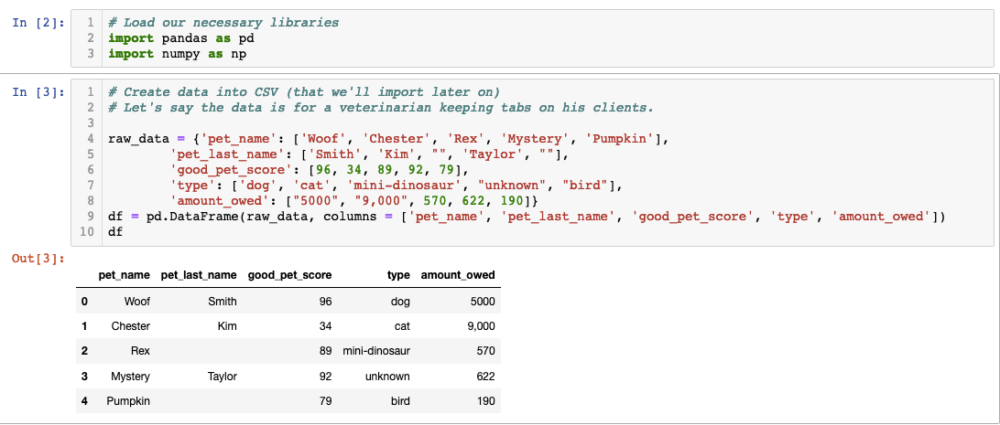 In [2]:
1 # Load our necessary libraries
2 import pandas as pd
3 import numpy as np
In [3]:
1 # Create data into CSV (that we'll import later on)
2 # Let's say the data is for a veterinarian keeping tabs on his clients.
3
4 raw_data = {'pet_name': ['Woof', 'Chester', 'Rex', 'Mystery', 'Pumpkin'],
5 'pet_last_name': ['Smith', 'Kim', "", 'Taylor', ""],
6 'good_pet_score': [96, 34, 89, 92, 79],
7 'type': ['dog', 'cat', 'mini-dinosaur', "unknown", "bird"],
8 'amount_owed': ["5000", "9,000", 570, 622, 190]}
9 df = pd.DataFrame(raw_data, columns = ['pet_name', 'pet_last_name', 'good_pet_score', 'type', 'amount_owed'])
10 df
Out[3]:
pet_name pet_last_name good_pet_score type amount_owed
0 Woof Smith 96 dog 5000
1 Chester Kim 34 cat 9,000
2 Rex 89 mini-dinosaur 570
3 Mystery Taylor 92 unknown 622
4 Pumpkin 79 bird 190